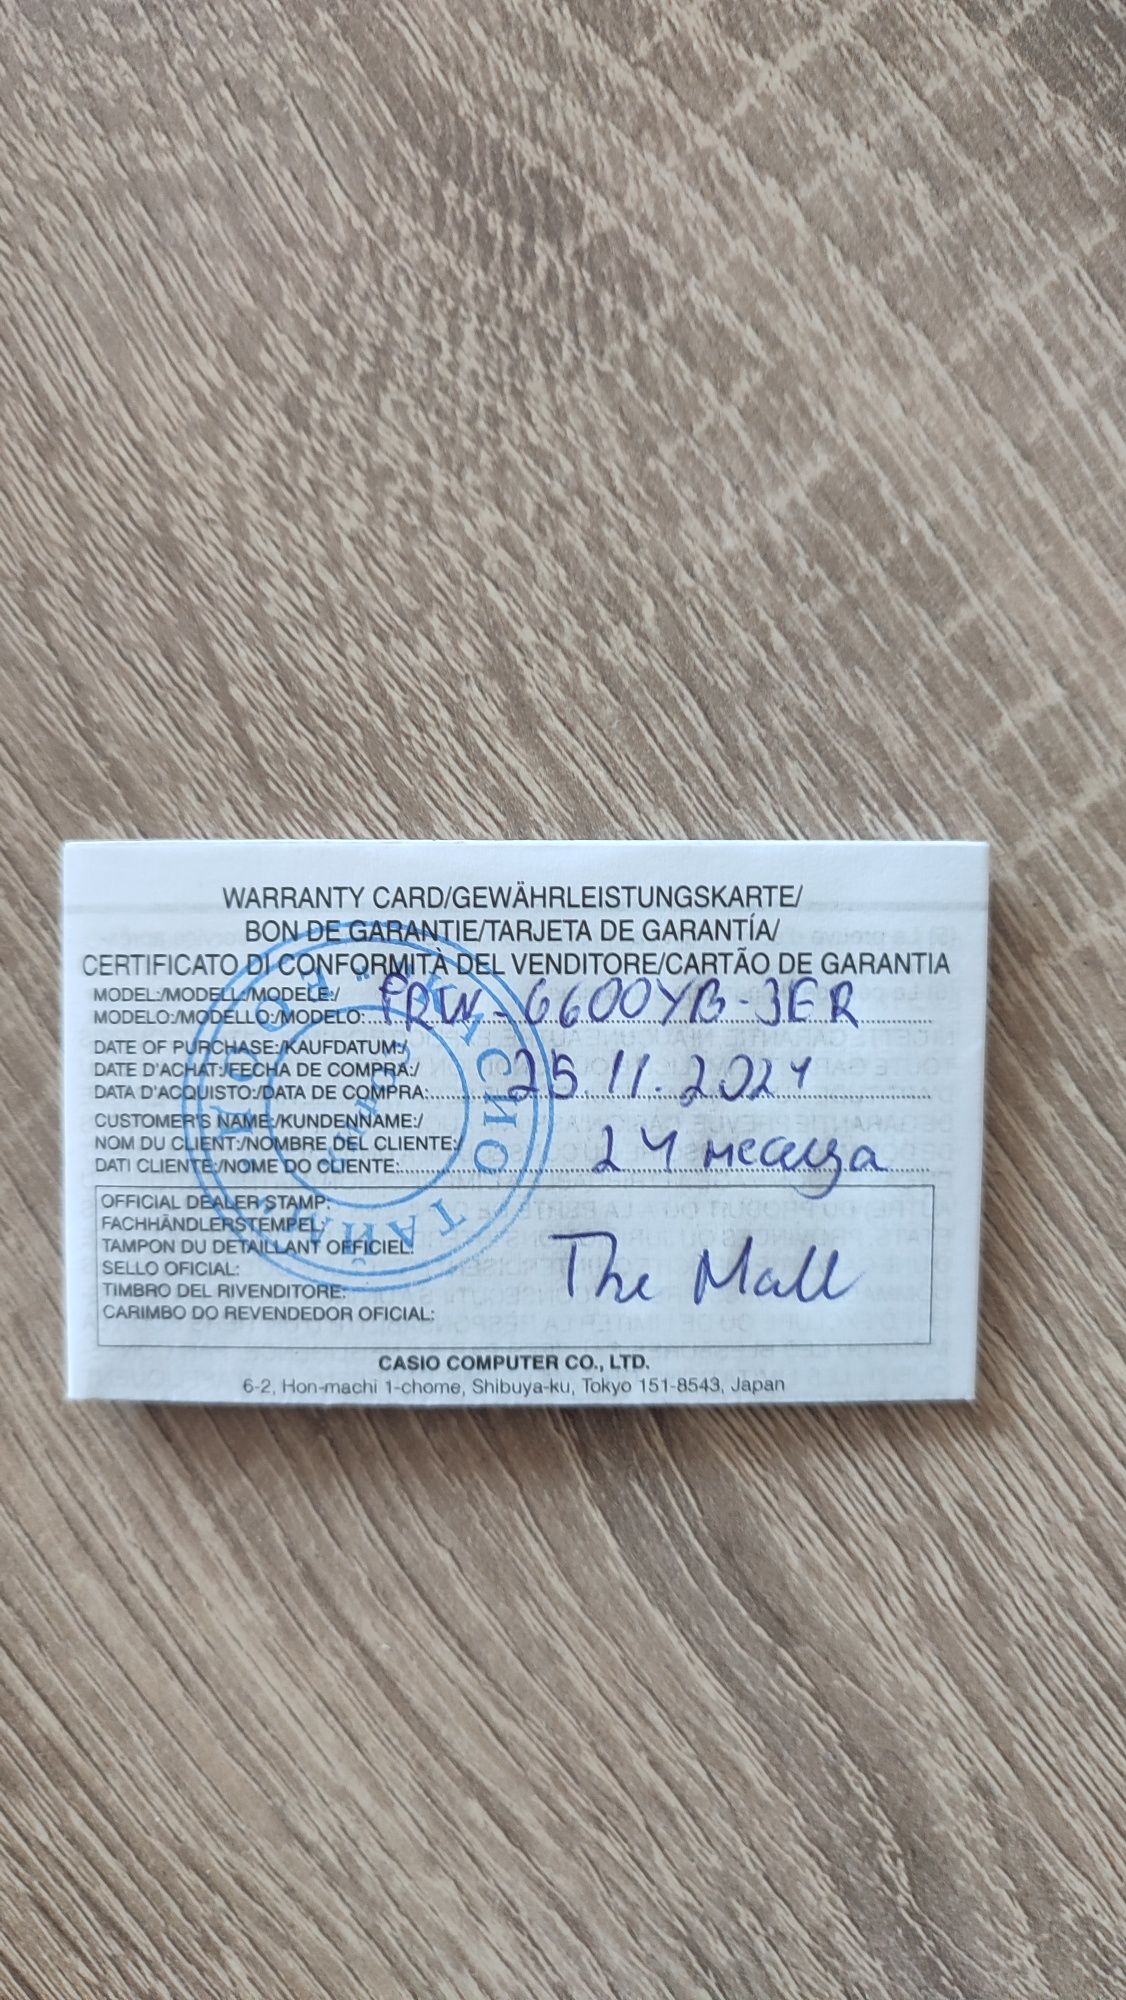 WARRANTY CARD/GEWÄHRLEISTUNGSKARTE/
BON DE GARANTIE/TARJETA DE GARANTÍA/
CERTIFICATO DI CONFORMITÀ DEL VENDITORE/CARTÃO DE GARANTIA
MODEL:/MODELL:/MODELE:/
MODELO:/MODELLO:/MODELO: PRW-6600YB-3ER
DATE OF PURCHASE:/KAUFDATUM:/
DATE D'ACHAT:/FECHA DE COMPRA:/
DATA D'ACQUISTO:/DATA DE COMPRA: 25.11.2024
CUSTOMER'S NAME:/KUNDENNAME:/
NOM DU CLIENT:/NOMBRE DEL CLIENTE:/
DATI CLIENTE:/NOME DO CLIENTE: 24 месеца
OFFICIAL DEALER STAMP:
FACHHÄNDLERSTEMPEL:
TAMPON DU DETAILLANT OFFICIEL:
SELLO OFICIAL:
TIMBRO DEL RIVENDITORE:
CARIMBO DO REVENDEDOR OFICIAL:
The Mall
CASIO COMPUTER CO., LTD.
6-2, Hon-machi 1-chome, Shibuya-ku, Tokyo 151-8543, Japan
ТАЙМ